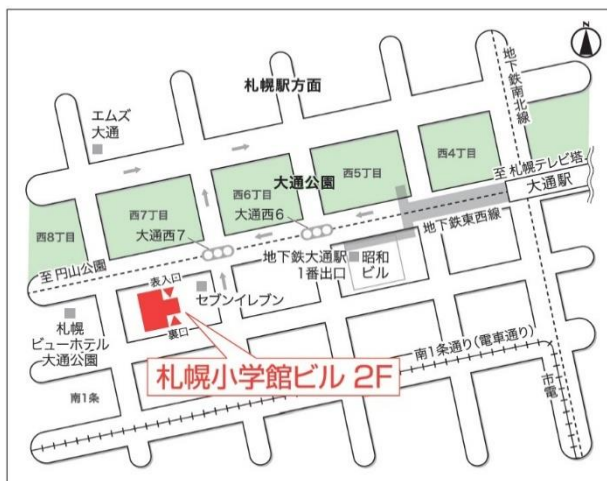 札幌駅方面
地下鉄南北線
エムズ
大通
西4丁目
西5丁目
西6丁目
西7丁目
西8丁目
大通公園
至 札幌テレビ塔
大通駅
地下鉄東西線
大通西6
大通西7
至 円山公園
地下鉄大通駅
1番出口
昭和
ビル
表入口
セブンイレブン
裏口
札幌
ビューホテル
大通公園
札幌小学館ビル 2F
南1条通り(電車通り)
市電
南1条